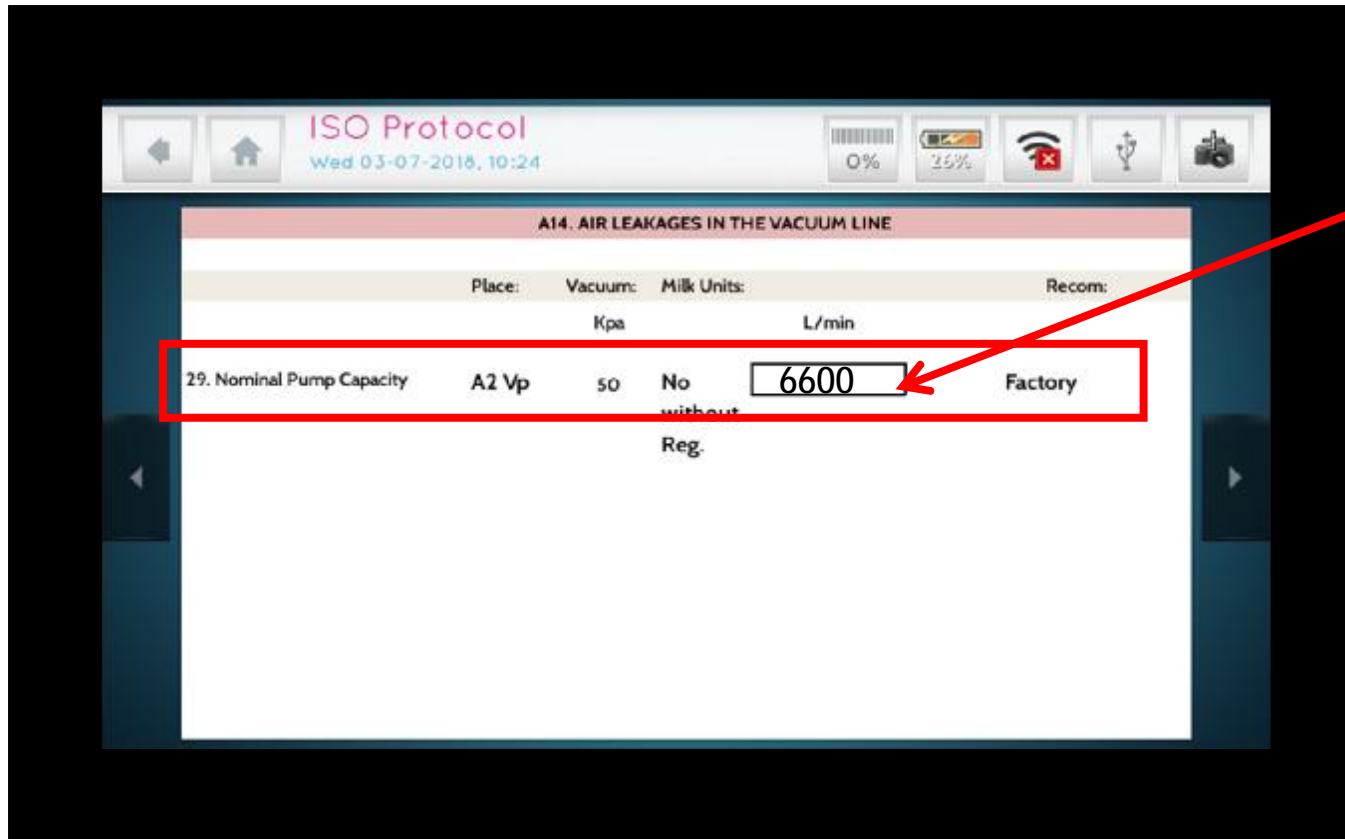 ISO Protocol
Wed 03-07-2018, 10:24
0%
26%
A14. AIR LEAKAGES IN THE VACUUM LINE
Place: Vacuum: Milk Units: Recom:
Kpa L/min
29. Nominal Pump Capacity A2 Vp 50 No 6600 Factory
without
Reg.